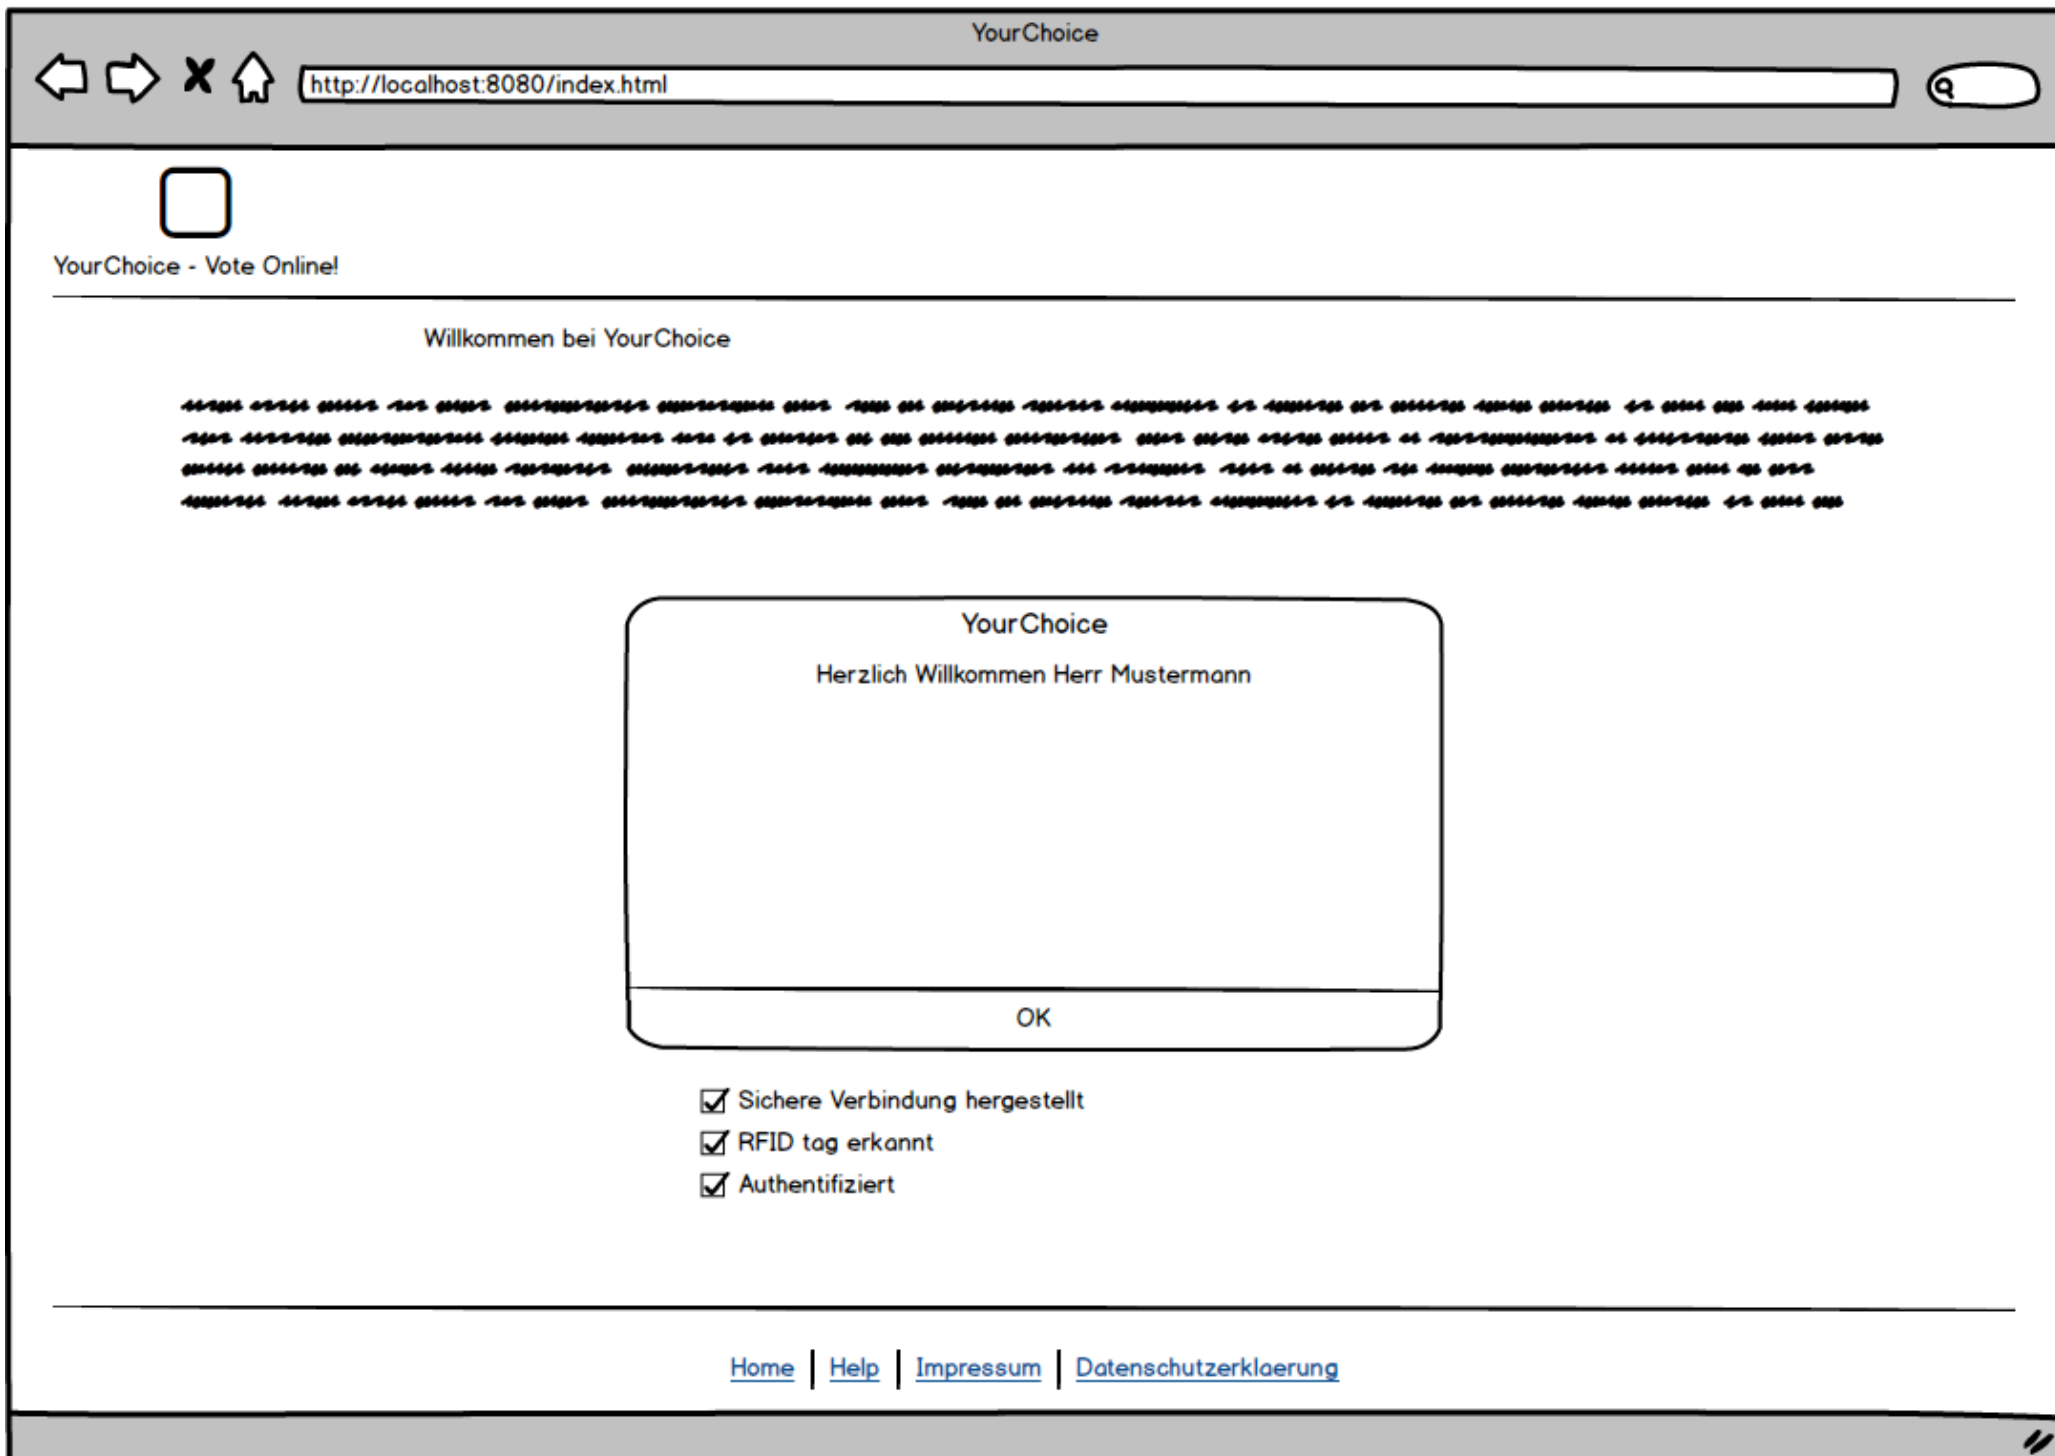 YourChoice
http://localhost:8080/index.html
YourChoice - Vote Online!
Willkommen bei YourChoice
YourChoice
Herzlich Willkommen Herr Mustermann
OK
Sichere Verbindung hergestellt
RFID tag erkannt
Authentifiziert
Home | Help | Impressum | Datenschutzerklaerung